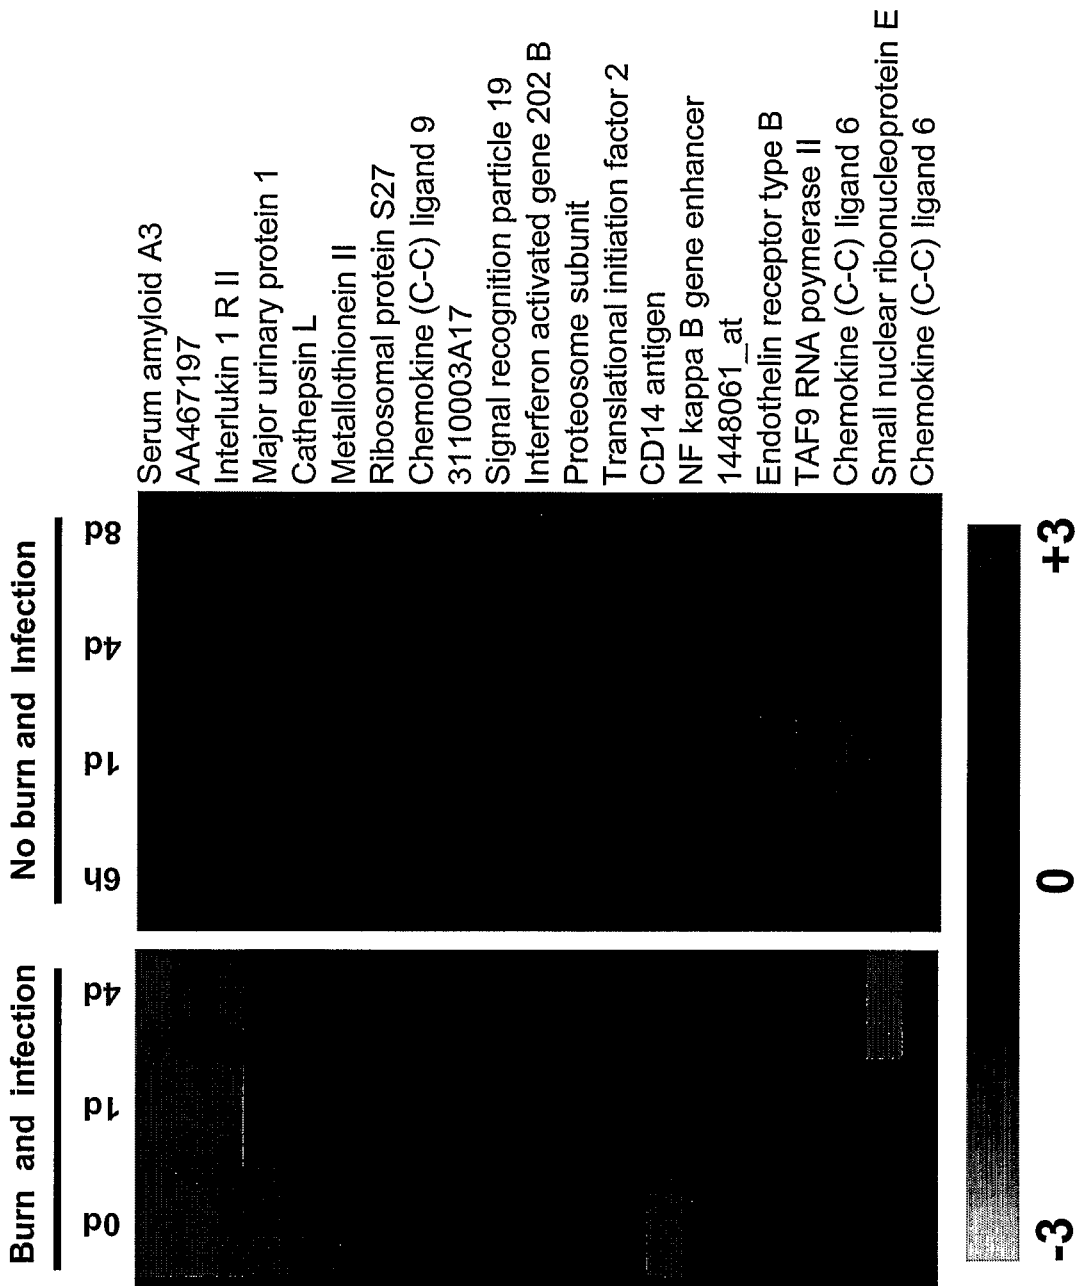 Burn and infection
No burn and Infection
0d
1d
4d
6h
1d
4d
8d
Serum amyloid A3
AA467197
Interlukin 1 R II
Major urinary protein 1
Cathepsin L
Metallothionein II
Ribosomal protein S27
Chemokine (C-C) ligand 9
3110003A17
Signal recognition particle 19
Interferon activated gene 202 B
Proteosome subunit
Translational initiation factor 2
CD14 antigen
NF kappa B gene enhancer
1448061_at
Endothelin receptor type B
TAF9 RNA poymerase II
Chemokine (C-C) ligand 6
Small nuclear ribonucleoprotein E
Chemokine (C-C) ligand 6
-3
0
+3